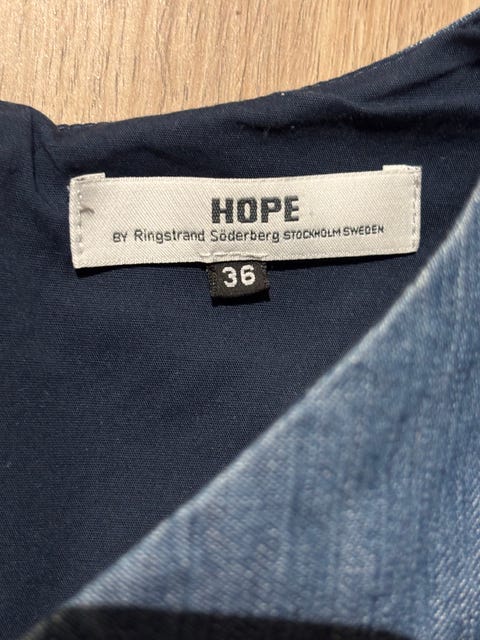 HOPE
BY Ringstrand Söderberg STOCKHOLM SWEDEN
36